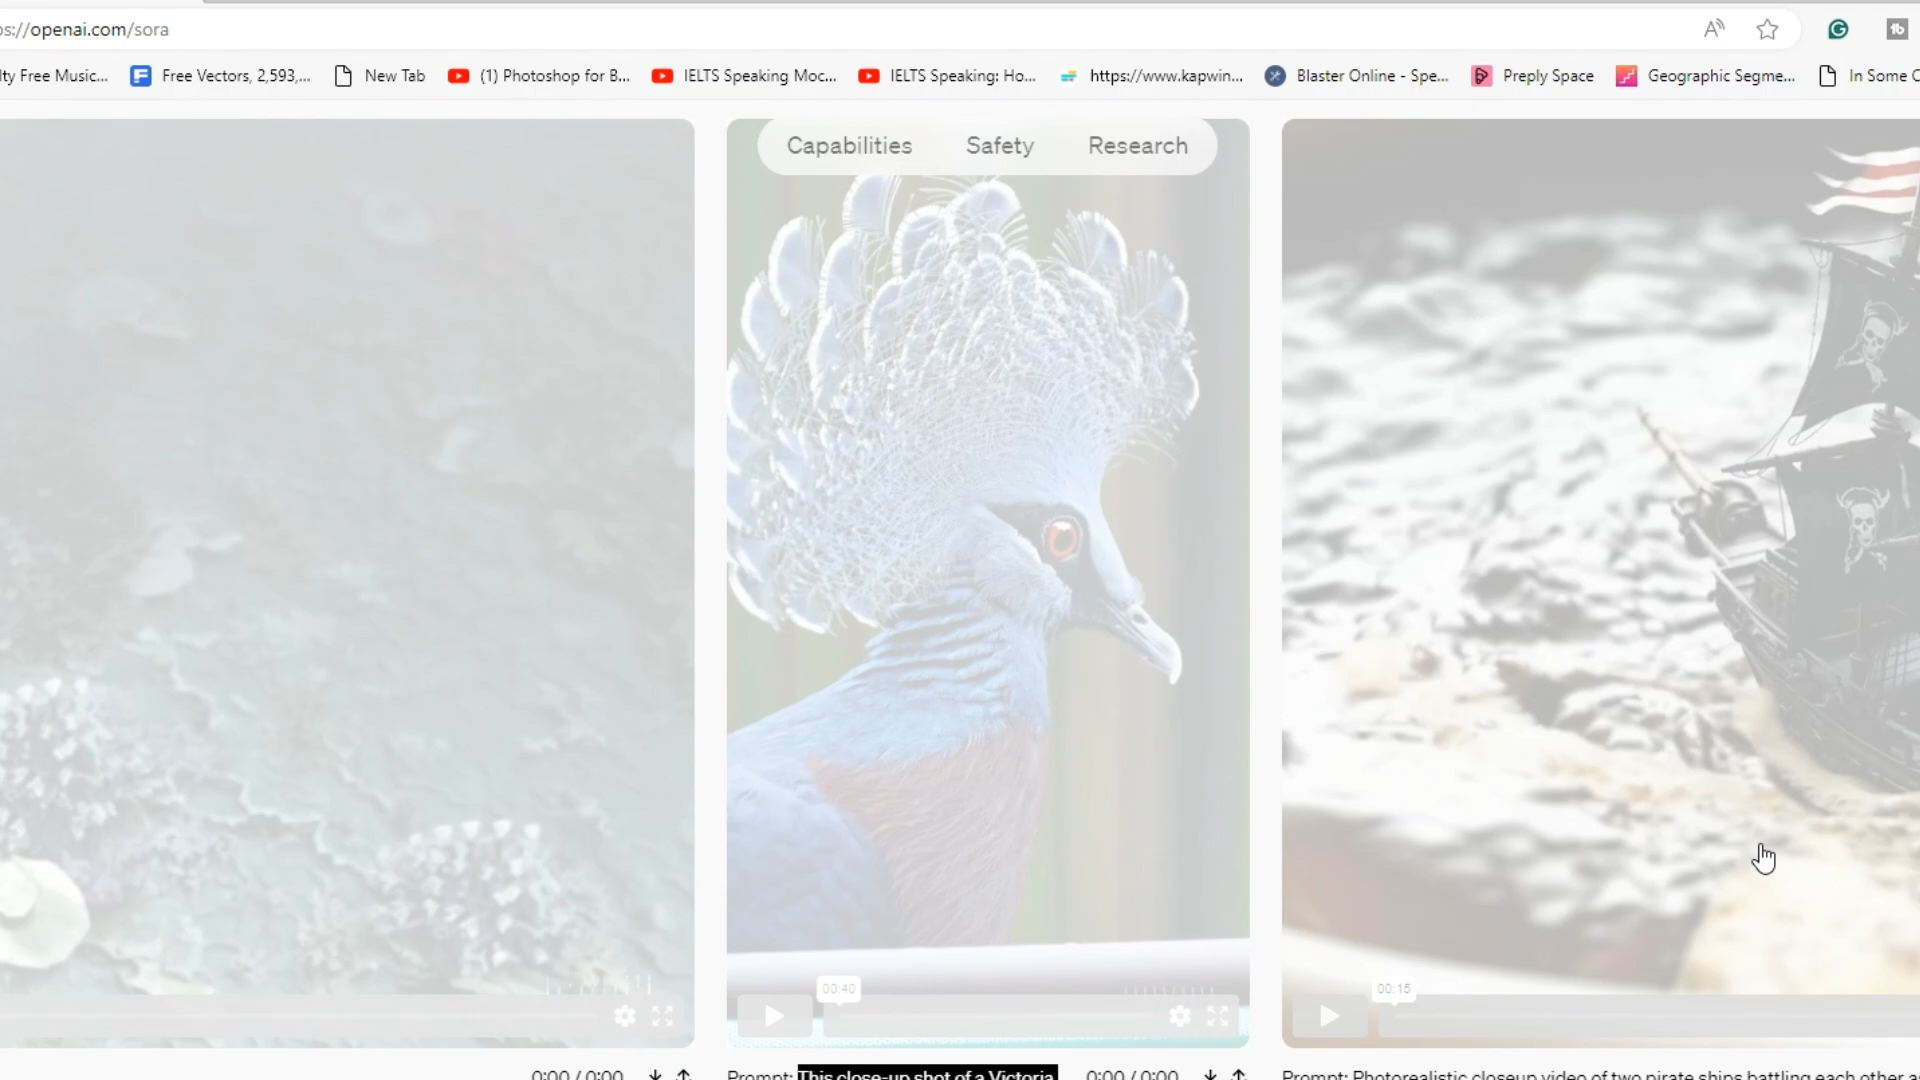 ps://openai.com/sora
lty Free Music... Free Vectors, 2,593,... New Tab (1) Photoshop for B... IELTS Speaking Moc... IELTS Speaking: Ho... https://www.kapwin... Blaster Online - Spe... Preply Space Geographic Segme... In Some C
Capabilities Safety Research
00:40
00:15
0:00 / 0:00 Prompt: This close-up shot of a Victoria 0:00 / 0:00 Prompt: Photorealistic closeup video of two pirate ships battling each other a